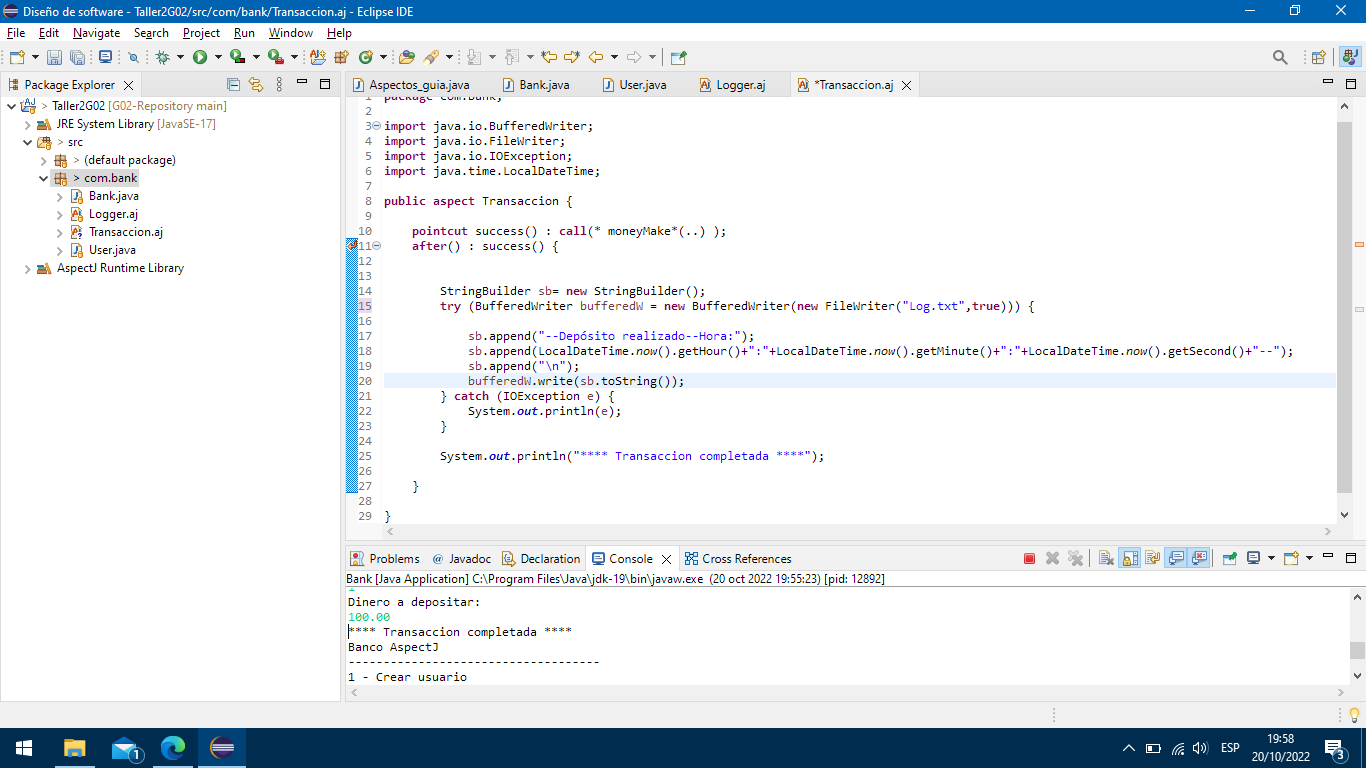 Diseño de software - Taller2G02/src/com/bank/Transaccion.aj - Eclipse IDE
File Edit Navigate Search Project Run Window Help
Package Explorer
> Taller2G02 [G02-Repository main]
JRE System Library [JavaSE-17]
> src
> (default package)
> com.bank
Bank.java
Logger.aj
Transaccion.aj
User.java
AspectJ Runtime Library
Aspectos_guia.java Bank.java User.java Logger.aj *Transaccion.aj
1 package com.bank;
2
3 import java.io.BufferedWriter;
4 import java.io.FileWriter;
5 import java.io.IOException;
6 import java.time.LocalDateTime;
7
8 public aspect Transaccion {
9
10 pointcut success() : call(* moneyMake*(..) );
11 after() : success() {
12
13
14 StringBuilder sb= new StringBuilder();
15 try (BufferedWriter bufferedW = new BufferedWriter(new FileWriter("Log.txt",true))) {
16
17 sb.append("--Depósito realizado--Hora:");
18 sb.append(LocalDateTime.now().getHour()+":"+LocalDateTime.now().getMinute()+":"+LocalDateTime.now().getSecond()+"--");
19 sb.append("\n");
20 bufferedW.write(sb.toString());
21 } catch (IOException e) {
22 System.out.println(e);
23 }
24
25 System.out.println("**** Transaccion completada ****");
26
27 }
28
29 }
Problems @ Javadoc Declaration Console Cross References
Bank [Java Application] C:\Program Files\Java\jdk-19\bin\javaw.exe (20 oct 2022 19:55:23) [pid: 12892]
1
Dinero a depositar:
100.00
**** Transaccion completada ****
Banco AspectJ
------------------------------------
1 - Crear usuario
1
ESP
19:58
20/10/2022
3